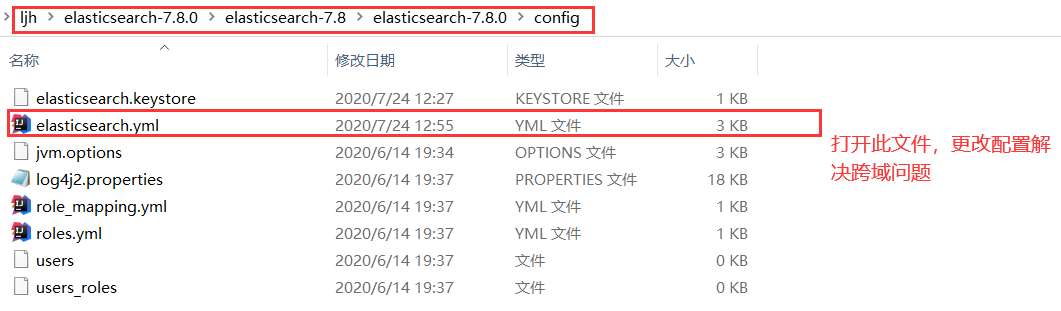 ljh > elasticsearch-7.8.0 > elasticsearch-7.8 > elasticsearch-7.8.0 > config
名称 修改日期 类型 大小
elasticsearch.keystore 2020/7/24 12:27 KEYSTORE 文件 1 KB
elasticsearch.yml 2020/7/24 12:55 YML 文件 3 KB
jvm.options 2020/6/14 19:34 OPTIONS 文件 3 KB
log4j2.properties 2020/6/14 19:37 PROPERTIES 文件 18 KB
role_mapping.yml 2020/6/14 19:37 YML 文件 1 KB
roles.yml 2020/6/14 19:37 YML 文件 1 KB
users 2020/6/14 19:37 文件 0 KB
users_roles 2020/6/14 19:37 文件 0 KB
打开此文件，更改配置解
决跨域问题